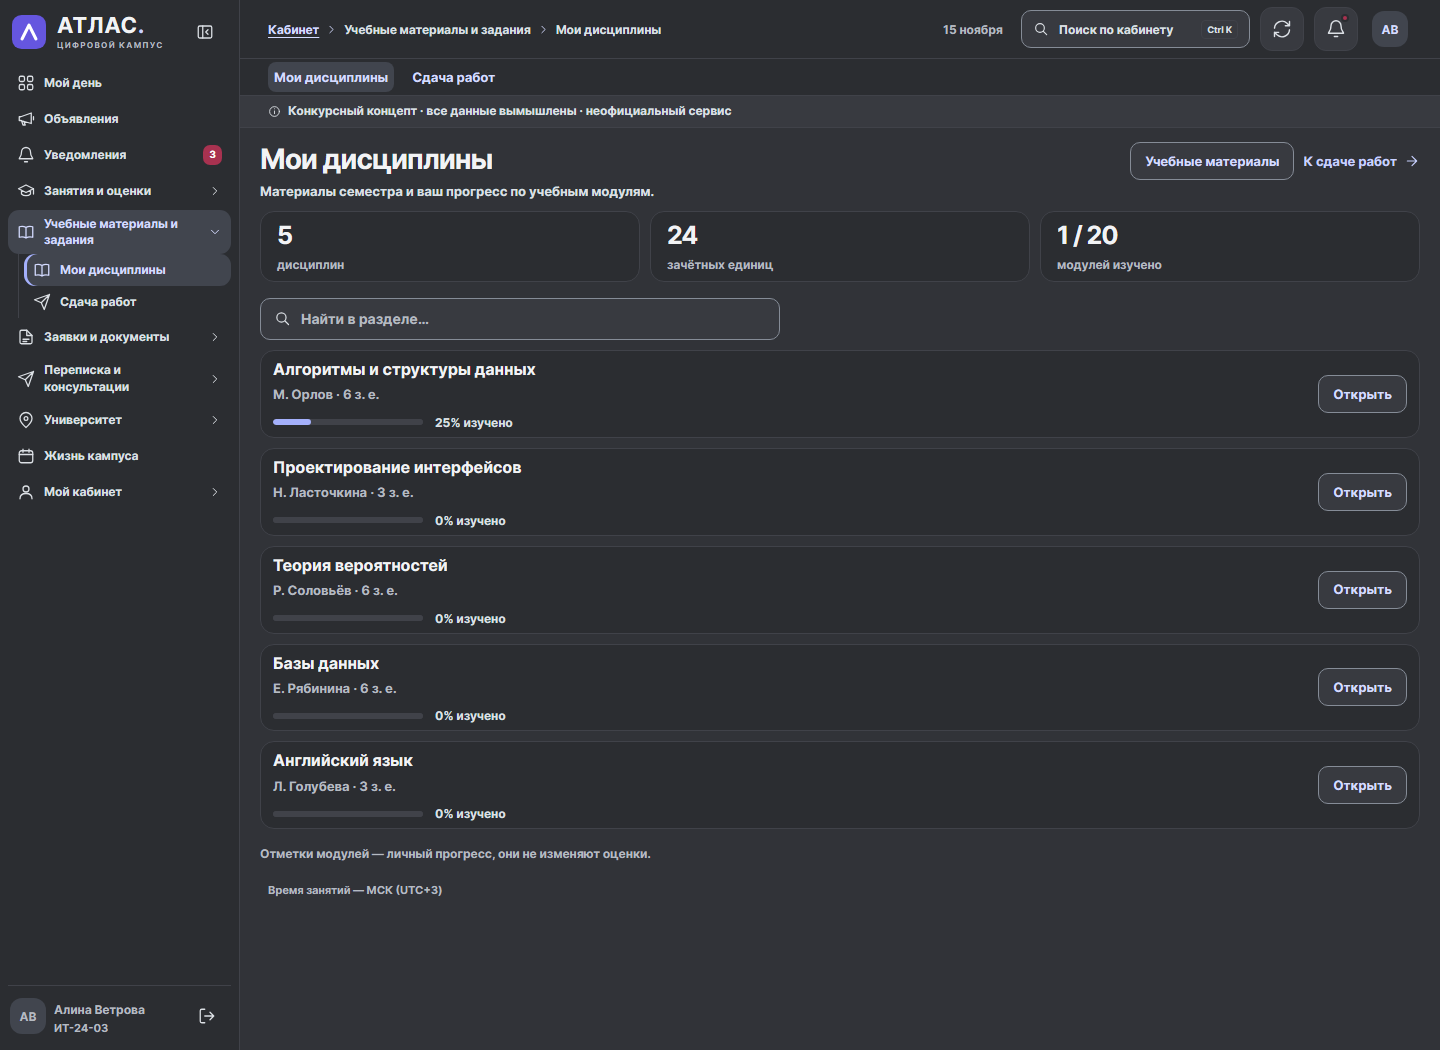 АТЛАС.
ЦИФРОВОЙ КАМПУС
Мой день
Объявления
Уведомления
3
Занятия и оценки
Учебные материалы и
задания
Мои дисциплины
Сдача работ
Заявки и документы
Переписка и
консультации
Университет
Жизнь кампуса
Мой кабинет
АВ
Алина Ветрова
ИТ-24-03
Кабинет
Учебные материалы и задания
Мои дисциплины
15 ноября
Поиск по кабинету
Ctrl K
АВ
Мои дисциплины
Сдача работ
Конкурсный концепт · все данные вымышлены · неофициальный сервис
Мои дисциплины
Материалы семестра и ваш прогресс по учебным модулям.
Учебные материалы
К сдаче работ
5
дисциплин
24
зачётных единиц
1 / 20
модулей изучено
Найти в разделе...
Алгоритмы и структуры данных
М. Орлов · 6 з. е.
25% изучено
Открыть
Проектирование интерфейсов
Н. Ласточкина · 3 з. е.
0% изучено
Открыть
Теория вероятностей
Р. Соловьёв · 6 з. е.
0% изучено
Открыть
Базы данных
Е. Рябинина · 6 з. е.
0% изучено
Открыть
Английский язык
Л. Голубева · 3 з. е.
0% изучено
Открыть
Отметки модулей — личный прогресс, они не изменяют оценки.
Время занятий — МСК (UTC+3)